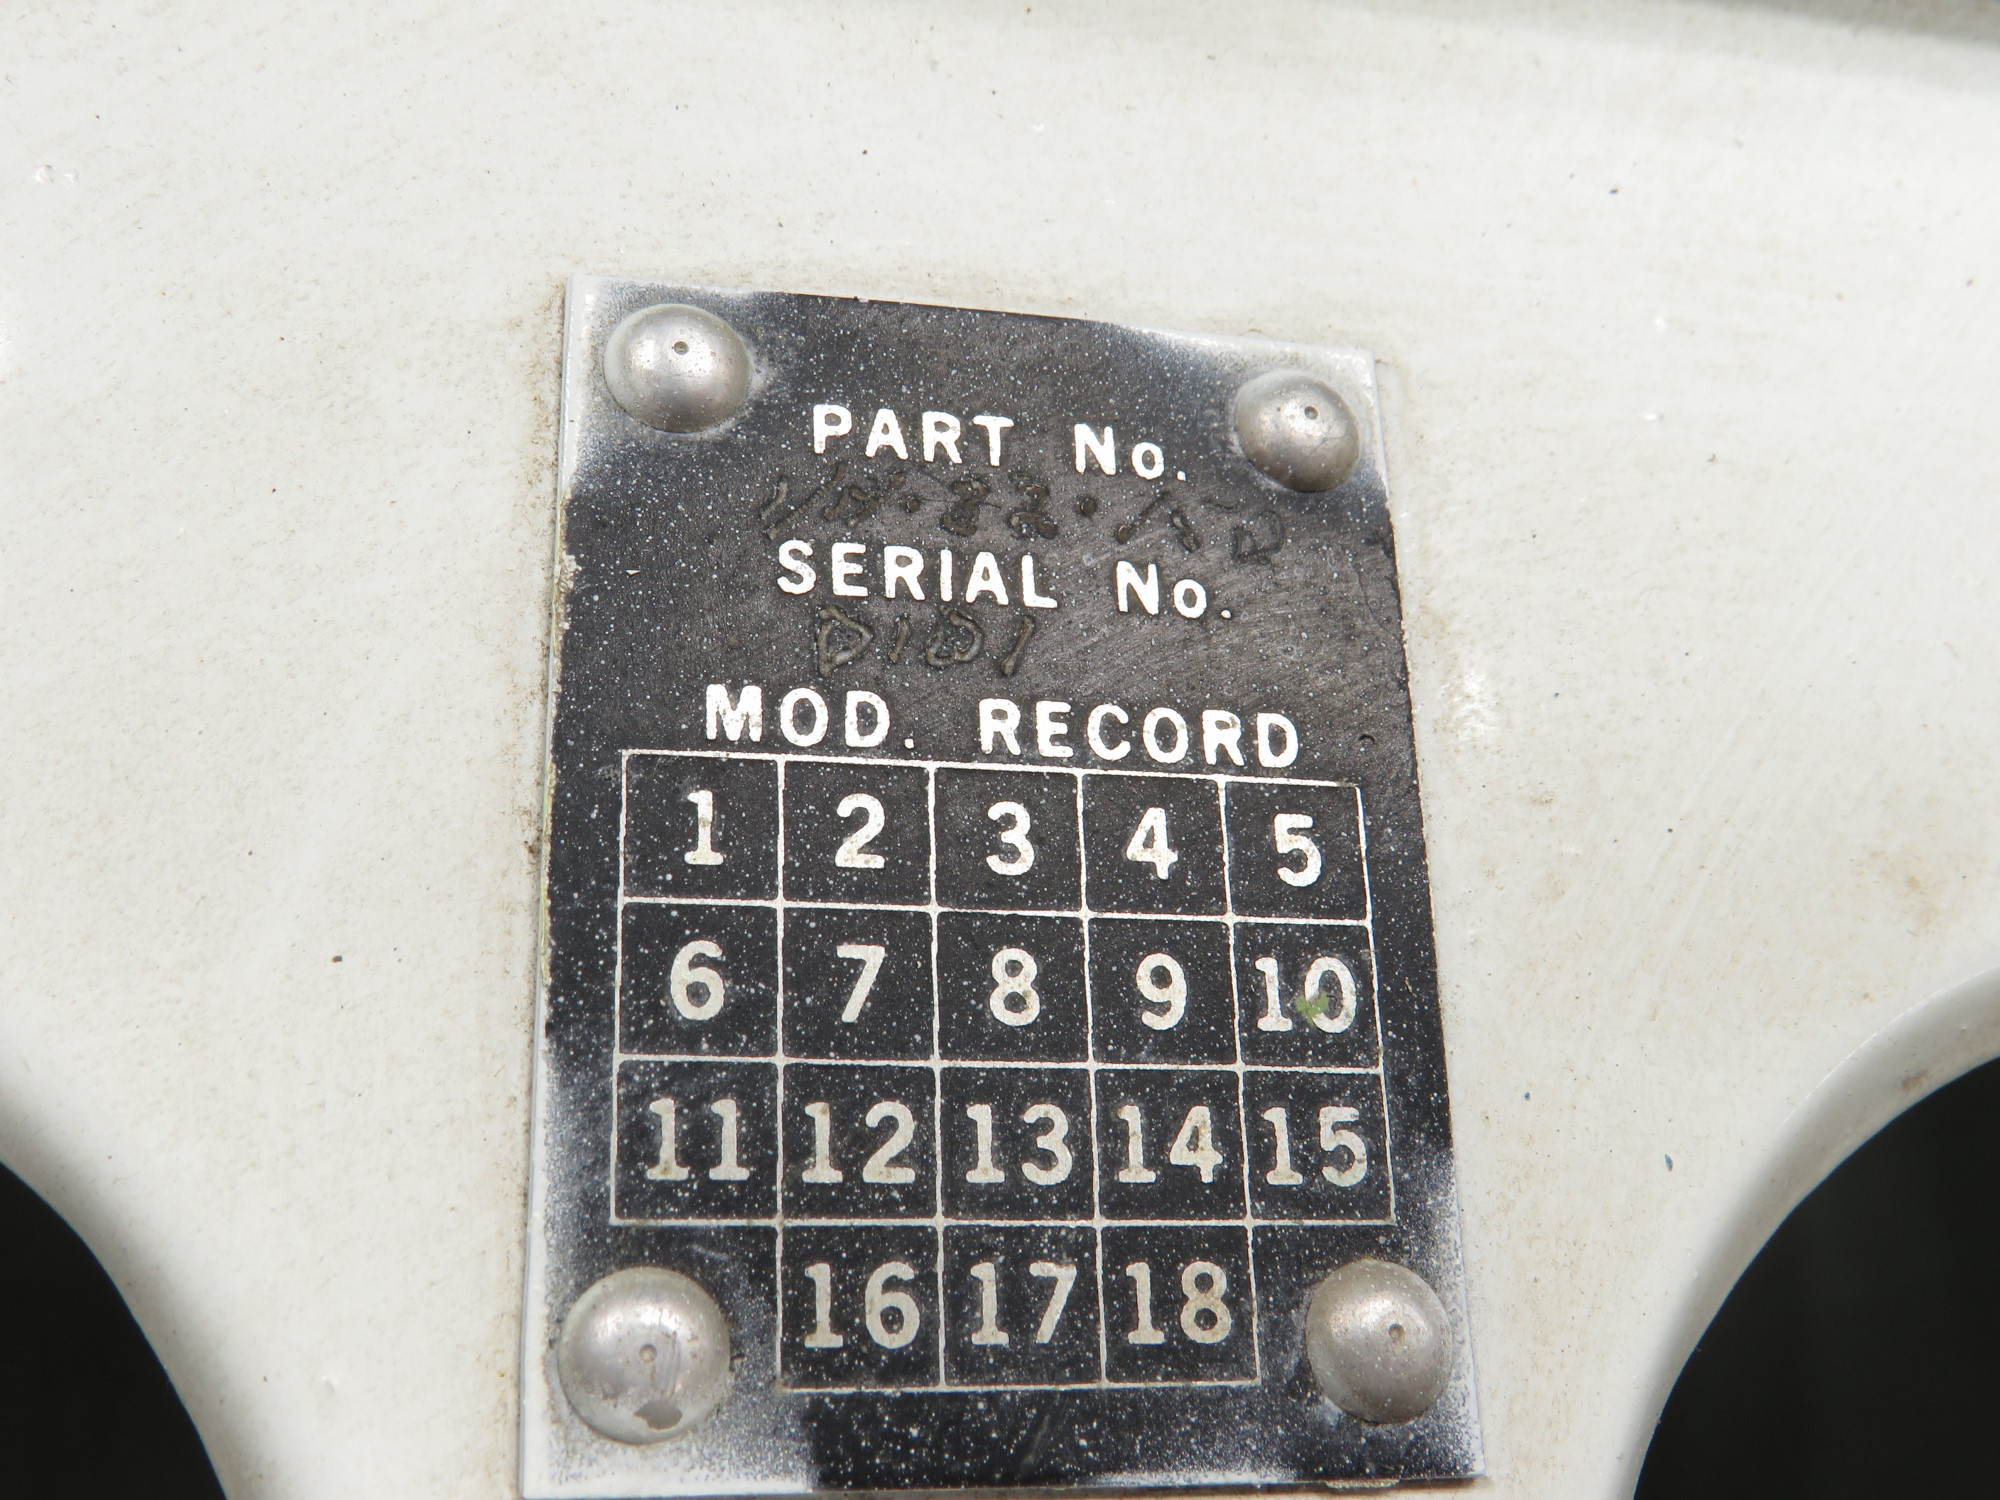 PART No.
SERIAL No.
D1D1
MOD. RECORD
1 2 3 4 5
6 7 8 9 10
11 12 13 14 15
16 17 18